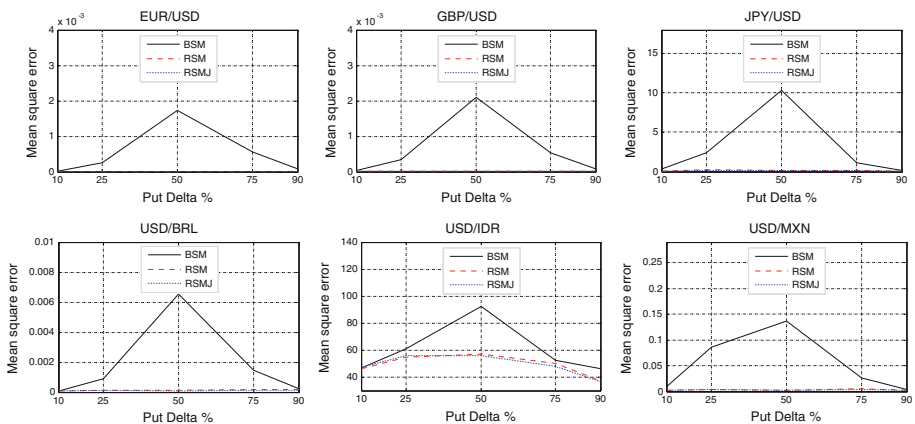 EUR/USD
4 x 10⁻³
3
2
1
0
Mean square error
BSM
RSM
RSMJ
10 25 50 75 90
Put Delta %
GBP/USD
4 x 10⁻³
3
2
1
0
Mean square error
BSM
RSM
RSMJ
10 25 50 75 90
Put Delta %
JPY/USD
15
10
5
0
Mean square error
BSM
RSM
RSMJ
10 25 50 75 90
Put Delta %
USD/BRL
0.01
0.008
0.006
0.004
0.002
0
Mean square error
BSM
RSM
RSMJ
10 25 50 75 90
Put Delta %
USD/IDR
140
120
100
80
60
40
Mean square error
BSM
RSM
RSMJ
10 25 50 75 90
Put Delta %
USD/MXN
0.25
0.2
0.15
0.1
0.05
0
Mean square error
BSM
RSM
RSMJ
10 25 50 75 90
Put Delta %